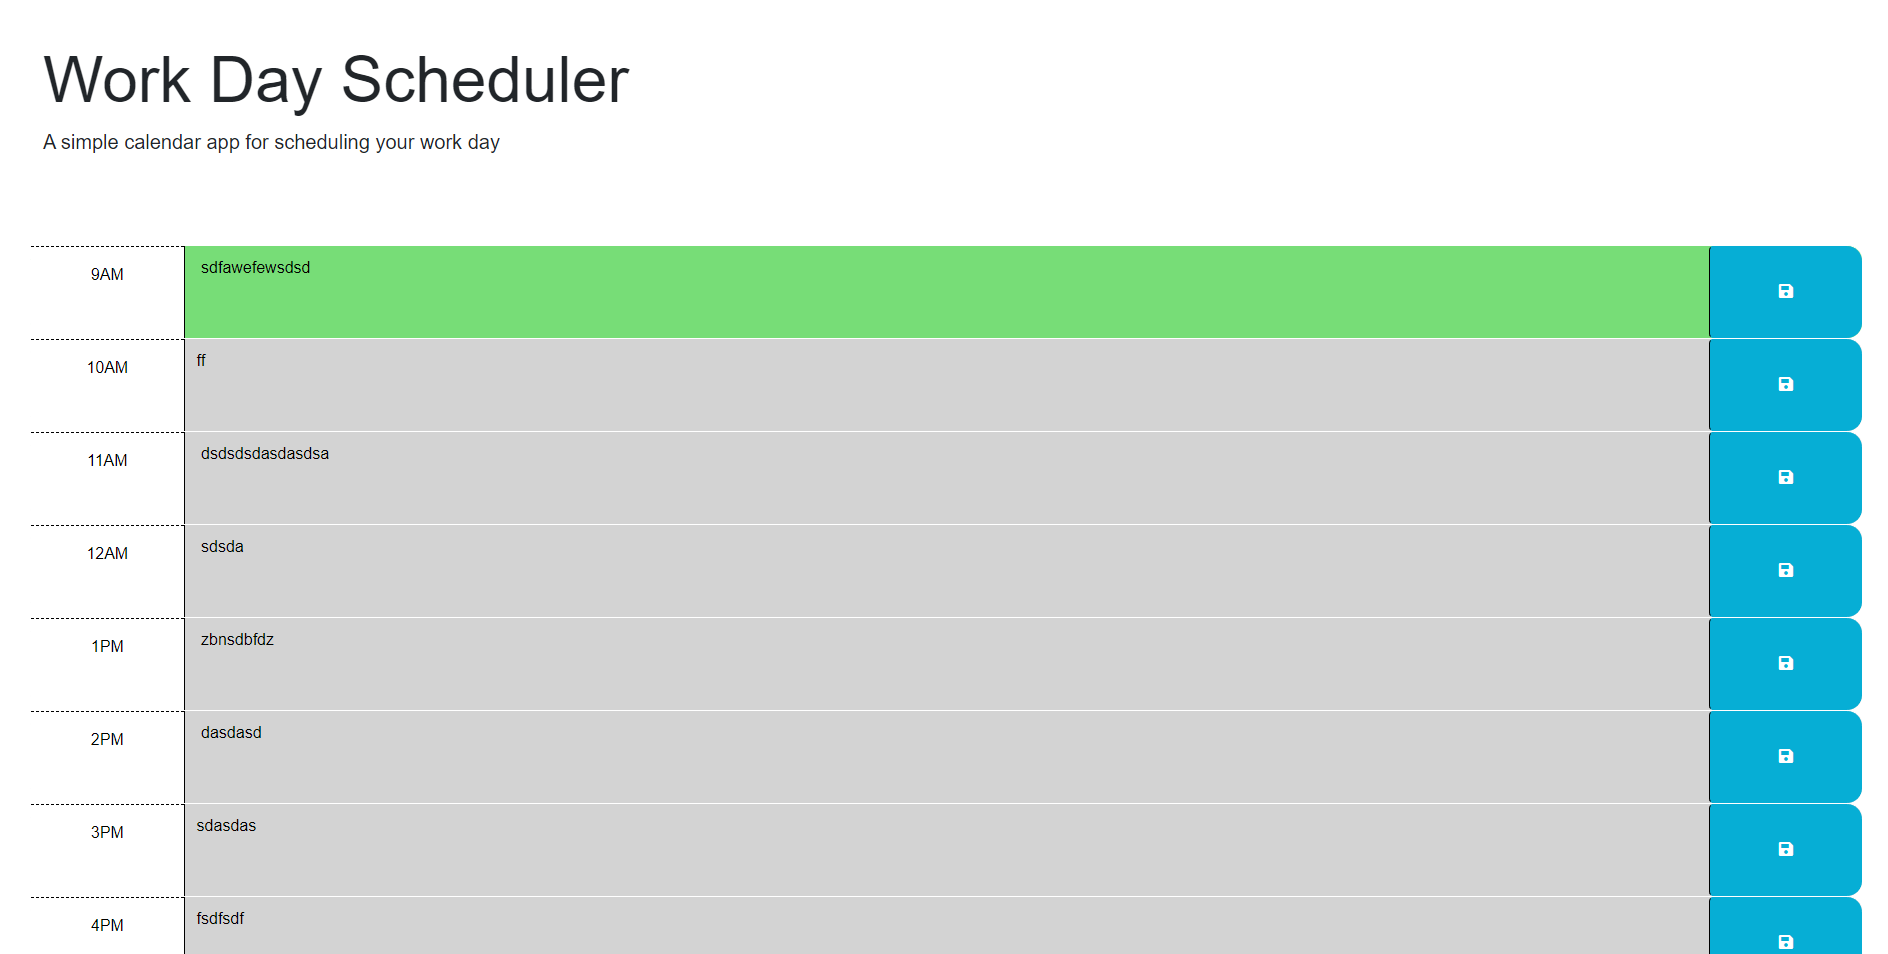 Work Day Scheduler
A simple calendar app for scheduling your work day
9AM sdfawefewsdsd
10AM ff
11AM dsdsdsdasdasdsa
12AM sdsda
1PM zbnsdbfdz
2PM dasdasd
3PM sdasdas
4PM fsdfsdf